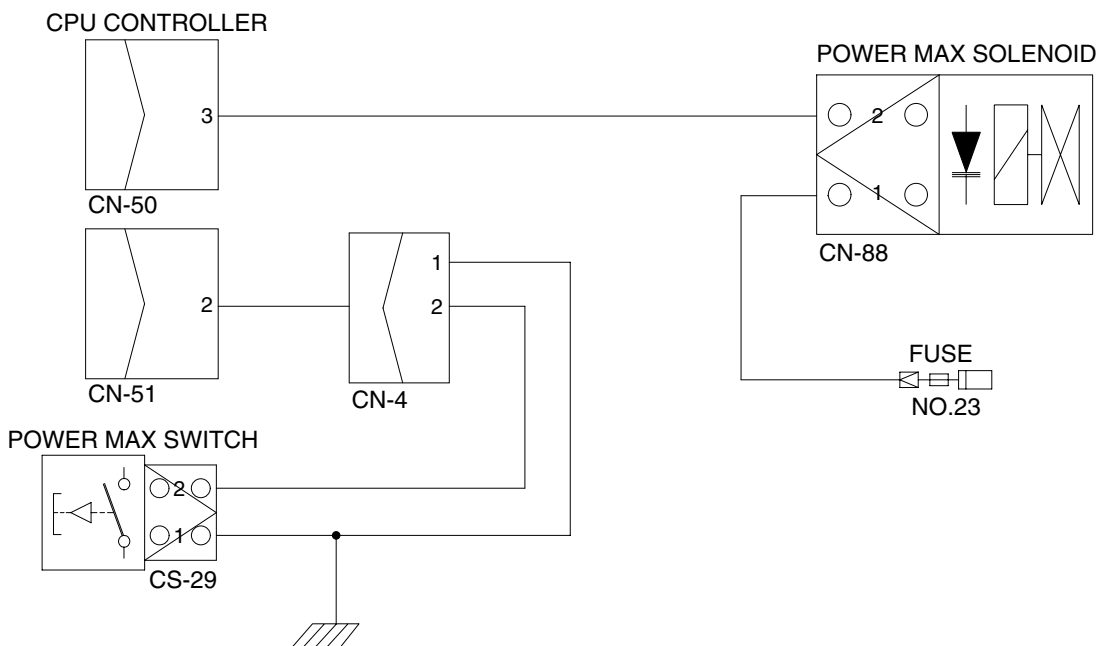 CPU CONTROLLER
3
CN-50
POWER MAX SOLENOID
2
1
CN-88
2
CN-51
1
2
CN-4
FUSE
NO.23
POWER MAX SWITCH
2
1
CS-29